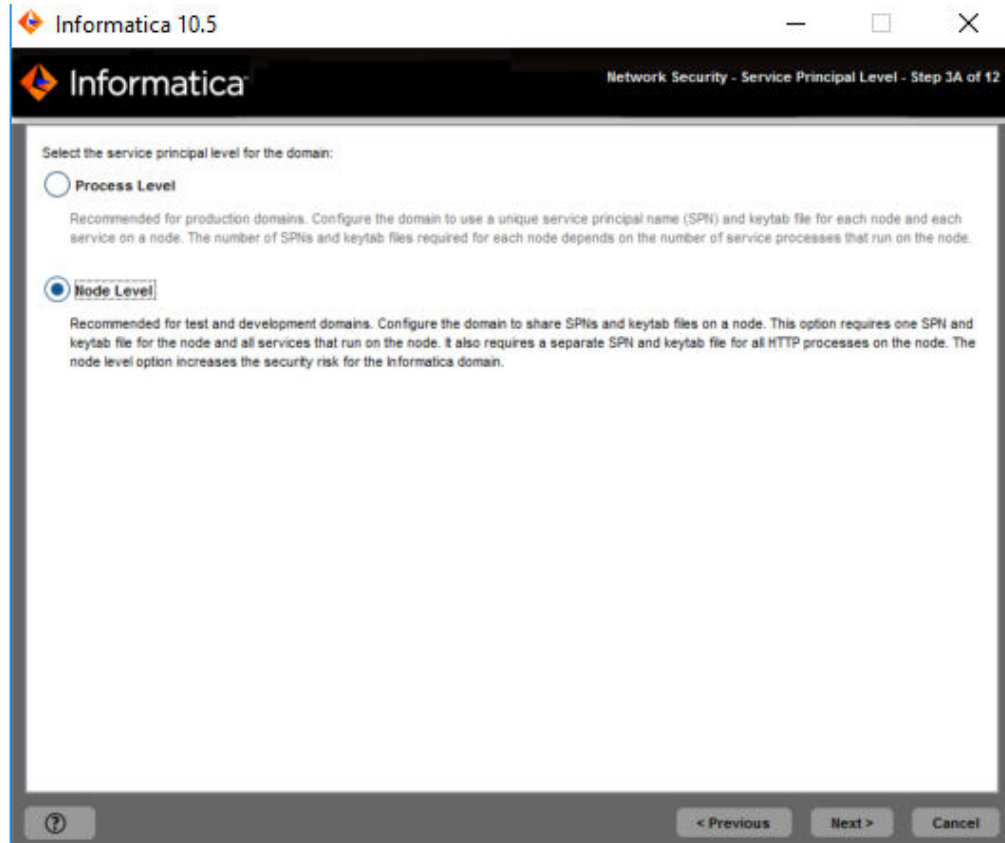 Informatica 10.5
Informatica
Network Security - Service Principal Level - Step 3A of 12
Select the service principal level for the domain:
Process Level
Recommended for production domains. Configure the domain to use a unique service principal name (SPN) and keytab file for each node and each
service on a node. The number of SPNs and keytab files required for each node depends on the number of service processes that run on the node.
Node Level
Recommended for test and development domains. Configure the domain to share SPNs and keytab files on a node. This option requires one SPN and
keytab file for the node and all services that run on the node. It also requires a separate SPN and keytab file for all HTTP processes on the node. The
node level option increases the security risk for the Informatica domain.
?
< Previous
Next >
Cancel